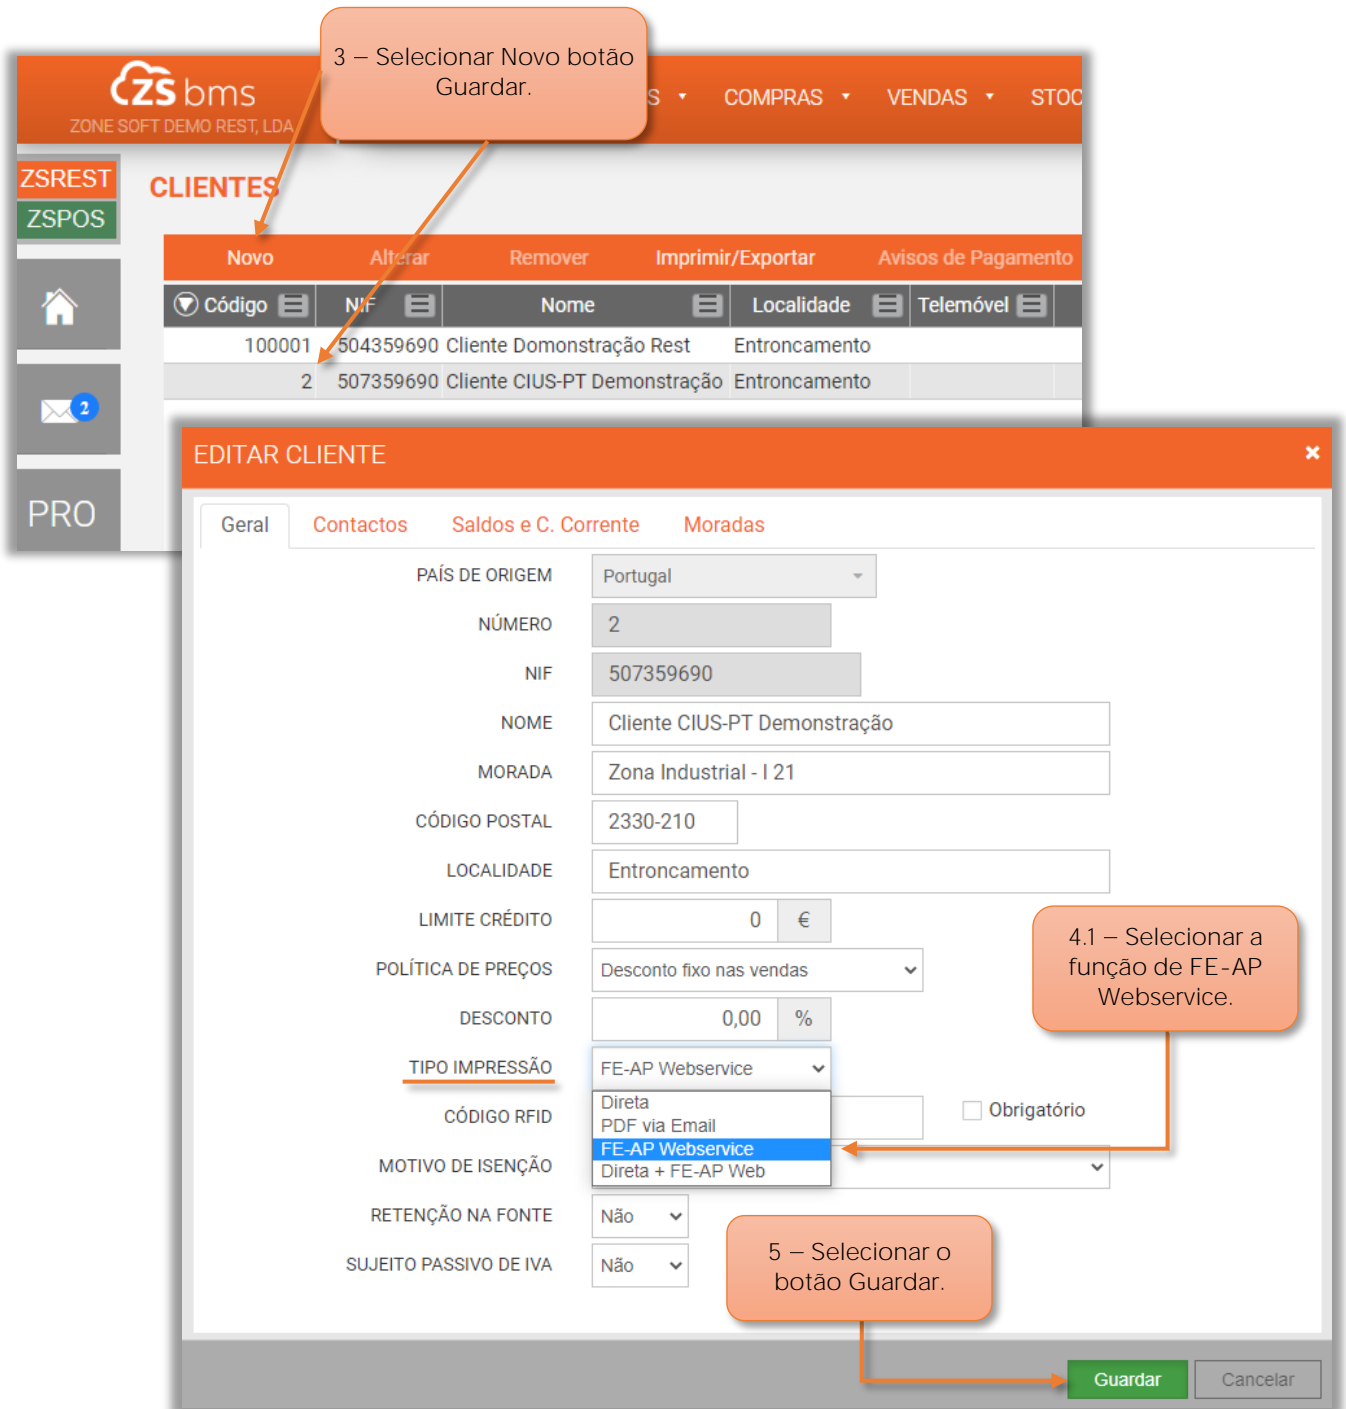 3 – Selecionar Novo botão
Guardar.
ZS bms
ZONE SOFT DEMO REST, LDA
S
COMPRAS
VENDAS
STOC
ZSREST
ZSPOS
CLIENTES
Novo Alterar Remover Imprimir/Exportar Avisos de Pagamento
Código NIF Nome Localidade Telemóvel
100001 504359690 Cliente Domonstração Rest Entroncamento
2 507359690 Cliente CIUS-PT Demonstração Entroncamento
2
PRO
EDITAR CLIENTE
Geral Contactos Saldos e C. Corrente Moradas
PAÍS DE ORIGEM Portugal
NÚMERO 2
NIF 507359690
NOME Cliente CIUS-PT Demonstração
MORADA Zona Industrial - l 21
CÓDIGO POSTAL 2330-210
LOCALIDADE Entroncamento
LIMITE CRÉDITO 0 €
POLÍTICA DE PREÇOS Desconto fixo nas vendas
DESCONTO 0,00 %
TIPO IMPRESSÃO FE-AP Webservice
Direta
PDF via Email
FE-AP Webservice
Direta + FE-AP Web
CÓDIGO RFID Obrigatório
MOTIVO DE ISENÇÃO
RETENÇÃO NA FONTE Não
SUJEITO PASSIVO DE IVA Não
4.1 – Selecionar a
função de FE-AP
Webservice.
5 – Selecionar o
botão Guardar.
Guardar Cancelar